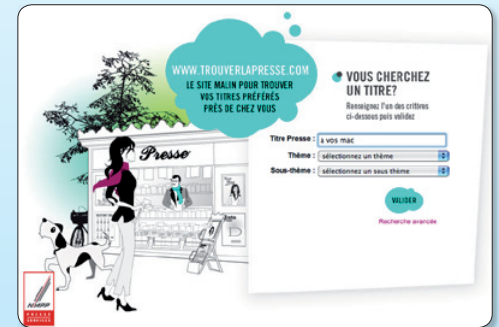 WWW.TROUVERLAPRESSE.COM
LE SITE MALIN POUR TROUVER
VOS TITRES PRÉFÉRÉS
PRÈS DE CHEZ VOUS
Presse
VOUS CHERCHEZ
UN TITRE?
Renseignez l'un des critères
ci-dessous puis validez
Titre Presse : a vos mac
Thème : sélectionnez un thème
Sous-thème : sélectionnez un sous thème
VALIDER
Recherche avancée
NMPP
PRESSE
SERVICES